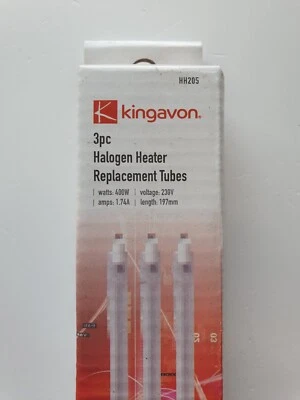 HH205
kingavon®
3pc
Halogen Heater
Replacement Tubes
| watts: 400W | voltage: 230V
| amps: 1.74A | length: 197mm